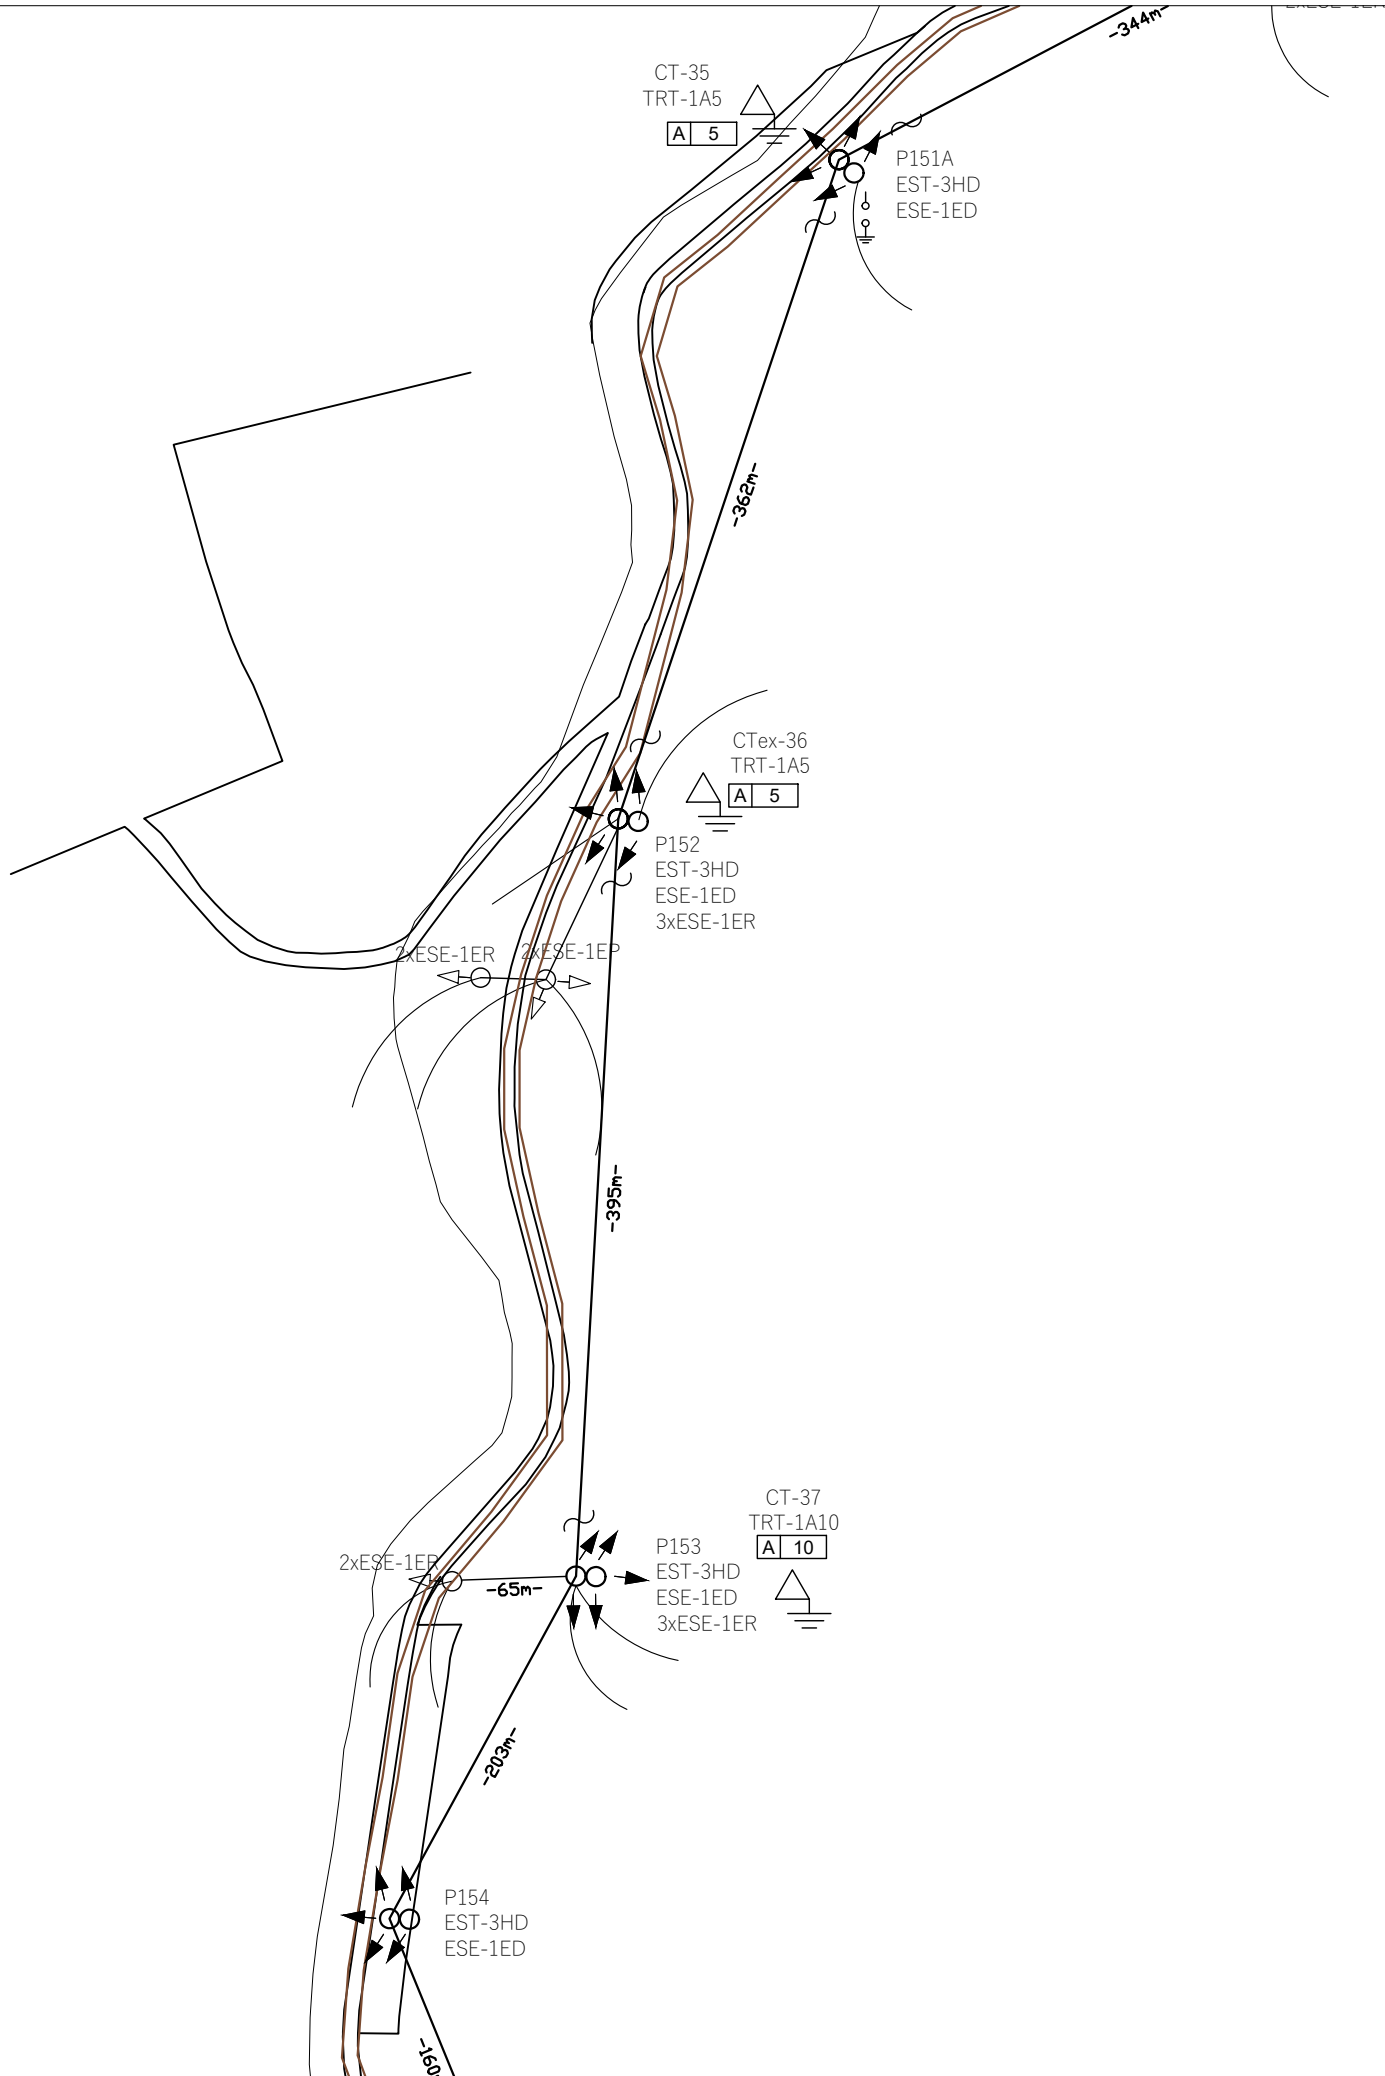 -344m-
CT-35
TRT-1A5
A 5
P151A
EST-3HD
ESE-1ED
-362m-
CTex-36
TRT-1A5
A 5
P152
EST-3HD
ESE-1ED
3xESE-1ER
2xESE-1ER
2xESE-1EP
-395m-
CT-37
TRT-1A10
A 10
P153
EST-3HD
ESE-1ED
3xESE-1ER
2xESE-1ER
-65m-
-203m-
P154
EST-3HD
ESE-1ED
-160